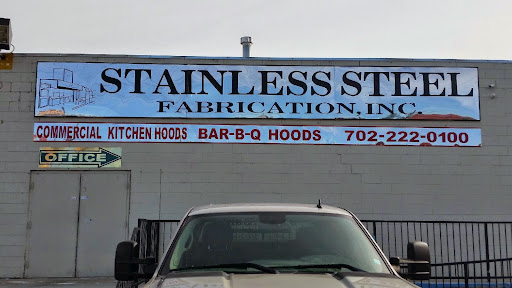 STAINLESS STEEL
FABRICATION, INC.
COMMERCIAL KITCHEN HOODS BAR-B-Q HOODS 702-222-0100
OFFICE